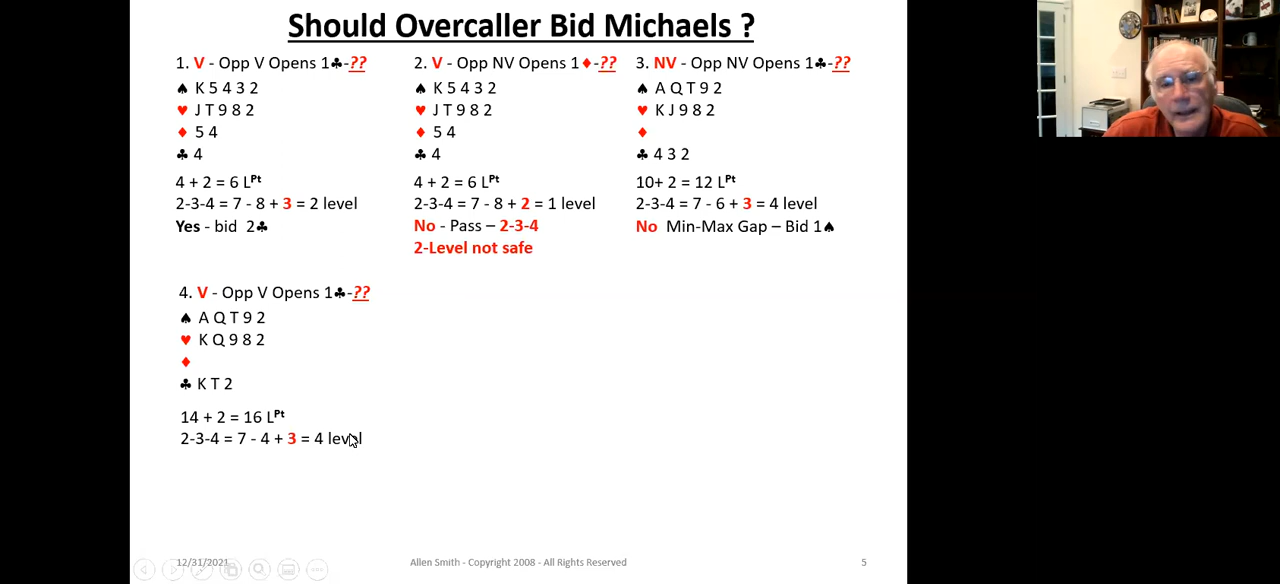 Should Overcaller Bid Michaels ?
1. V - Opp V Opens 1♣-??
♠ K 5 4 3 2
♥ J T 9 8 2
♦ 5 4
♣ 4
4 + 2 = 6 Lᴾᵗ
2-3-4 = 7 - 8 + 3 = 2 level
Yes - bid 2♣
2. V - Opp NV Opens 1♦-??
♠ K 5 4 3 2
♥ J T 9 8 2
♦ 5 4
♣ 4
4 + 2 = 6 Lᴾᵗ
2-3-4 = 7 - 8 + 2 = 1 level
No - Pass – 2-3-4
2-Level not safe
3. NV - Opp NV Opens 1♣-??
♠ A Q T 9 2
♥ K J 9 8 2
♦
♣ 4 3 2
10+ 2 = 12 Lᴾᵗ
2-3-4 = 7 - 6 + 3 = 4 level
No Min-Max Gap – Bid 1♠
4. V - Opp V Opens 1♣-??
♠ A Q T 9 2
♥ K Q 9 8 2
♦
♣ K T 2
14 + 2 = 16 Lᴾᵗ
2-3-4 = 7 - 4 + 3 = 4 level
12/31/2021
Allen Smith - Copyright 2008 - All Rights Reserved
5